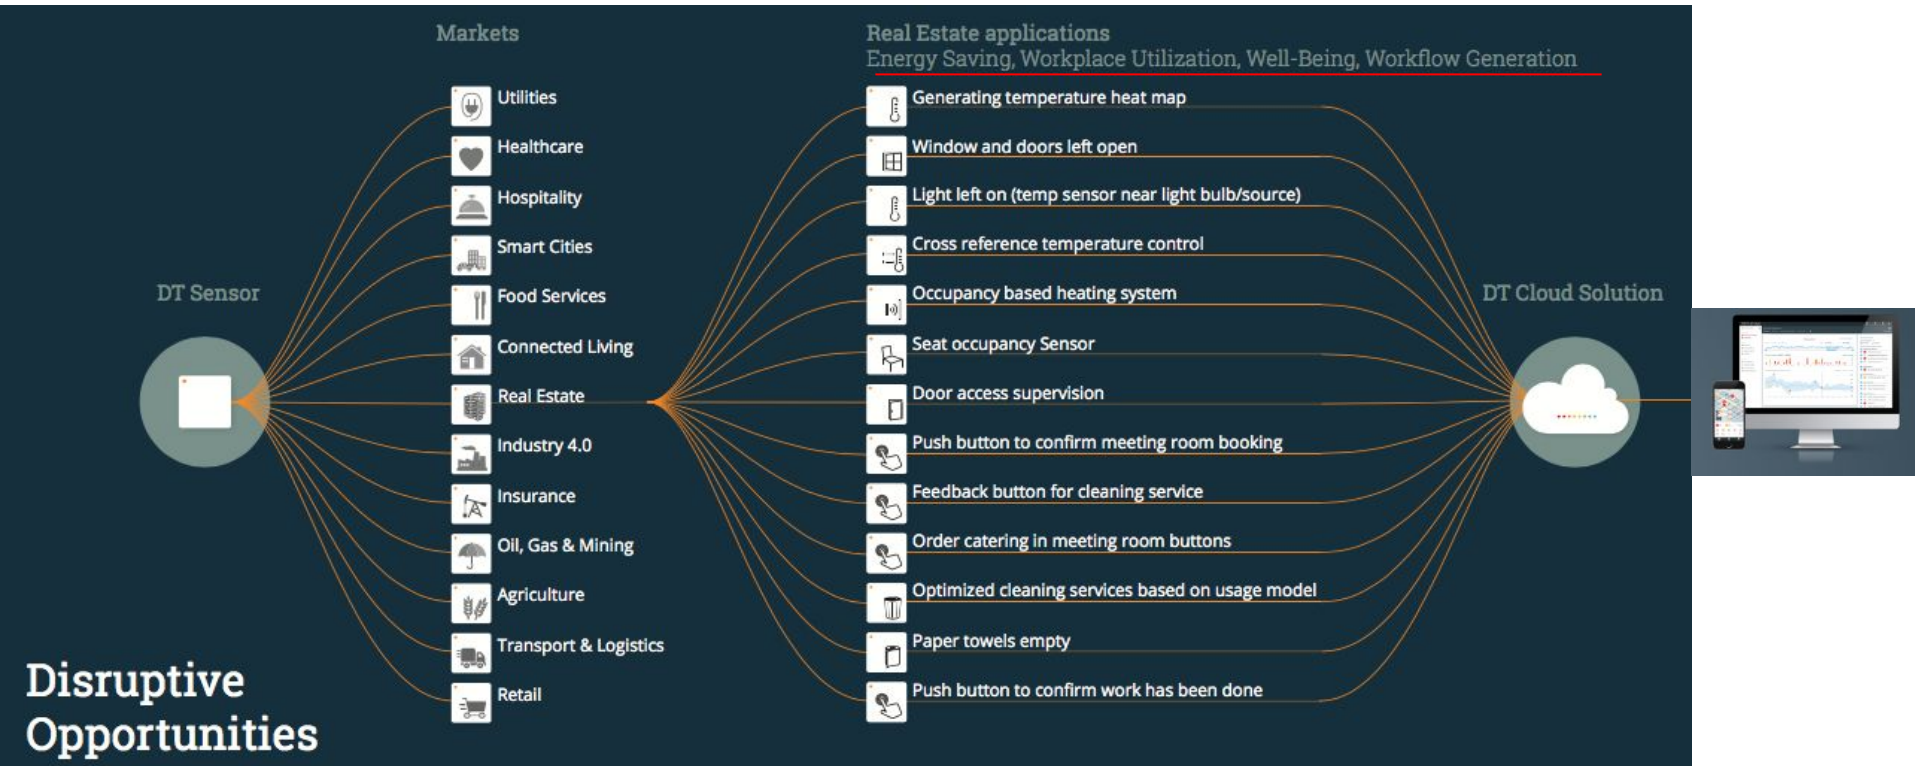 Markets
Real Estate applications
Energy Saving, Workplace Utilization, Well-Being, Workflow Generation
Utilities
Healthcare
Hospitality
Smart Cities
Food Services
Connected Living
Real Estate
Industry 4.0
Insurance
Oil, Gas & Mining
Agriculture
Transport & Logistics
Retail
Generating temperature heat map
Window and doors left open
Light left on (temp sensor near light bulb/source)
Cross reference temperature control
Occupancy based heating system
Seat occupancy Sensor
Door access supervision
Push button to confirm meeting room booking
Feedback button for cleaning service
Order catering in meeting room buttons
Optimized cleaning services based on usage model
Paper towels empty
Push button to confirm work has been done
DT Sensor
DT Cloud Solution
Disruptive
Opportunities